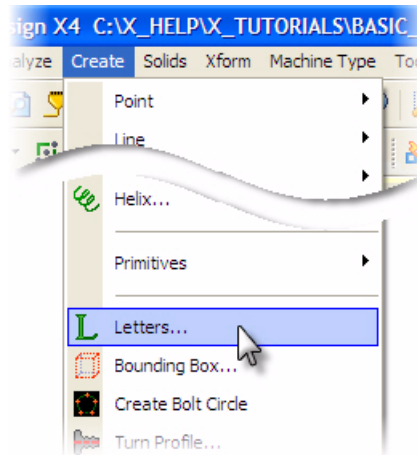 sign X4 C:\X_HELP\X_TUTORIALS\BASIC_
alyze Create Solids Xform Machine Type Too
Point
Line
Helix...
Primitives
Letters...
Bounding Box...
Create Bolt Circle
Turn Profile...